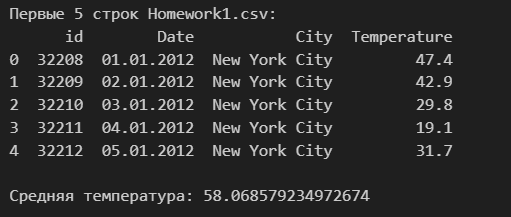 Первые 5 строк Homework1.csv:
id Date City Temperature
0 32208 01.01.2012 New York City 47.4
1 32209 02.01.2012 New York City 42.9
2 32210 03.01.2012 New York City 29.8
3 32211 04.01.2012 New York City 19.1
4 32212 05.01.2012 New York City 31.7
Средняя температура: 58.068579234972674